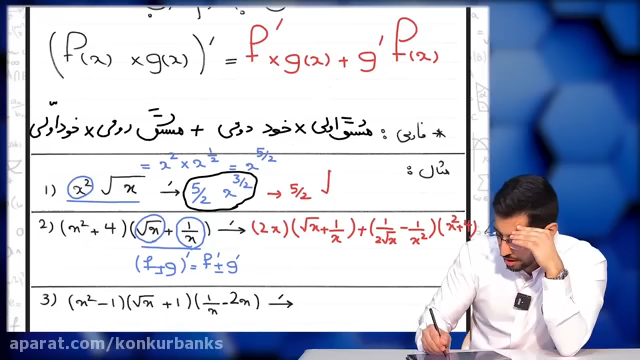 (f(x) × g(x))′ = f′ × g(x) + g′ f(x)
* فارسی : مشتق اولی × خود دومی + مشتق دومی × خود اولی
= x² × x^{1/2} = x^{5/2}
مثال :
1) x² √x →′ 5/2 x^{3/2} → 5/2 √
2) (x² + 4)(√x + 1/x) →′ (2x)(√x + 1/x) + (1/2√x − 1/x²)(x²+4)
(f±g)′ = f′ ± g′
3) (x² − 1)(√x + 1)(1/x − 2x) →′
aparat.com/konkurbanks